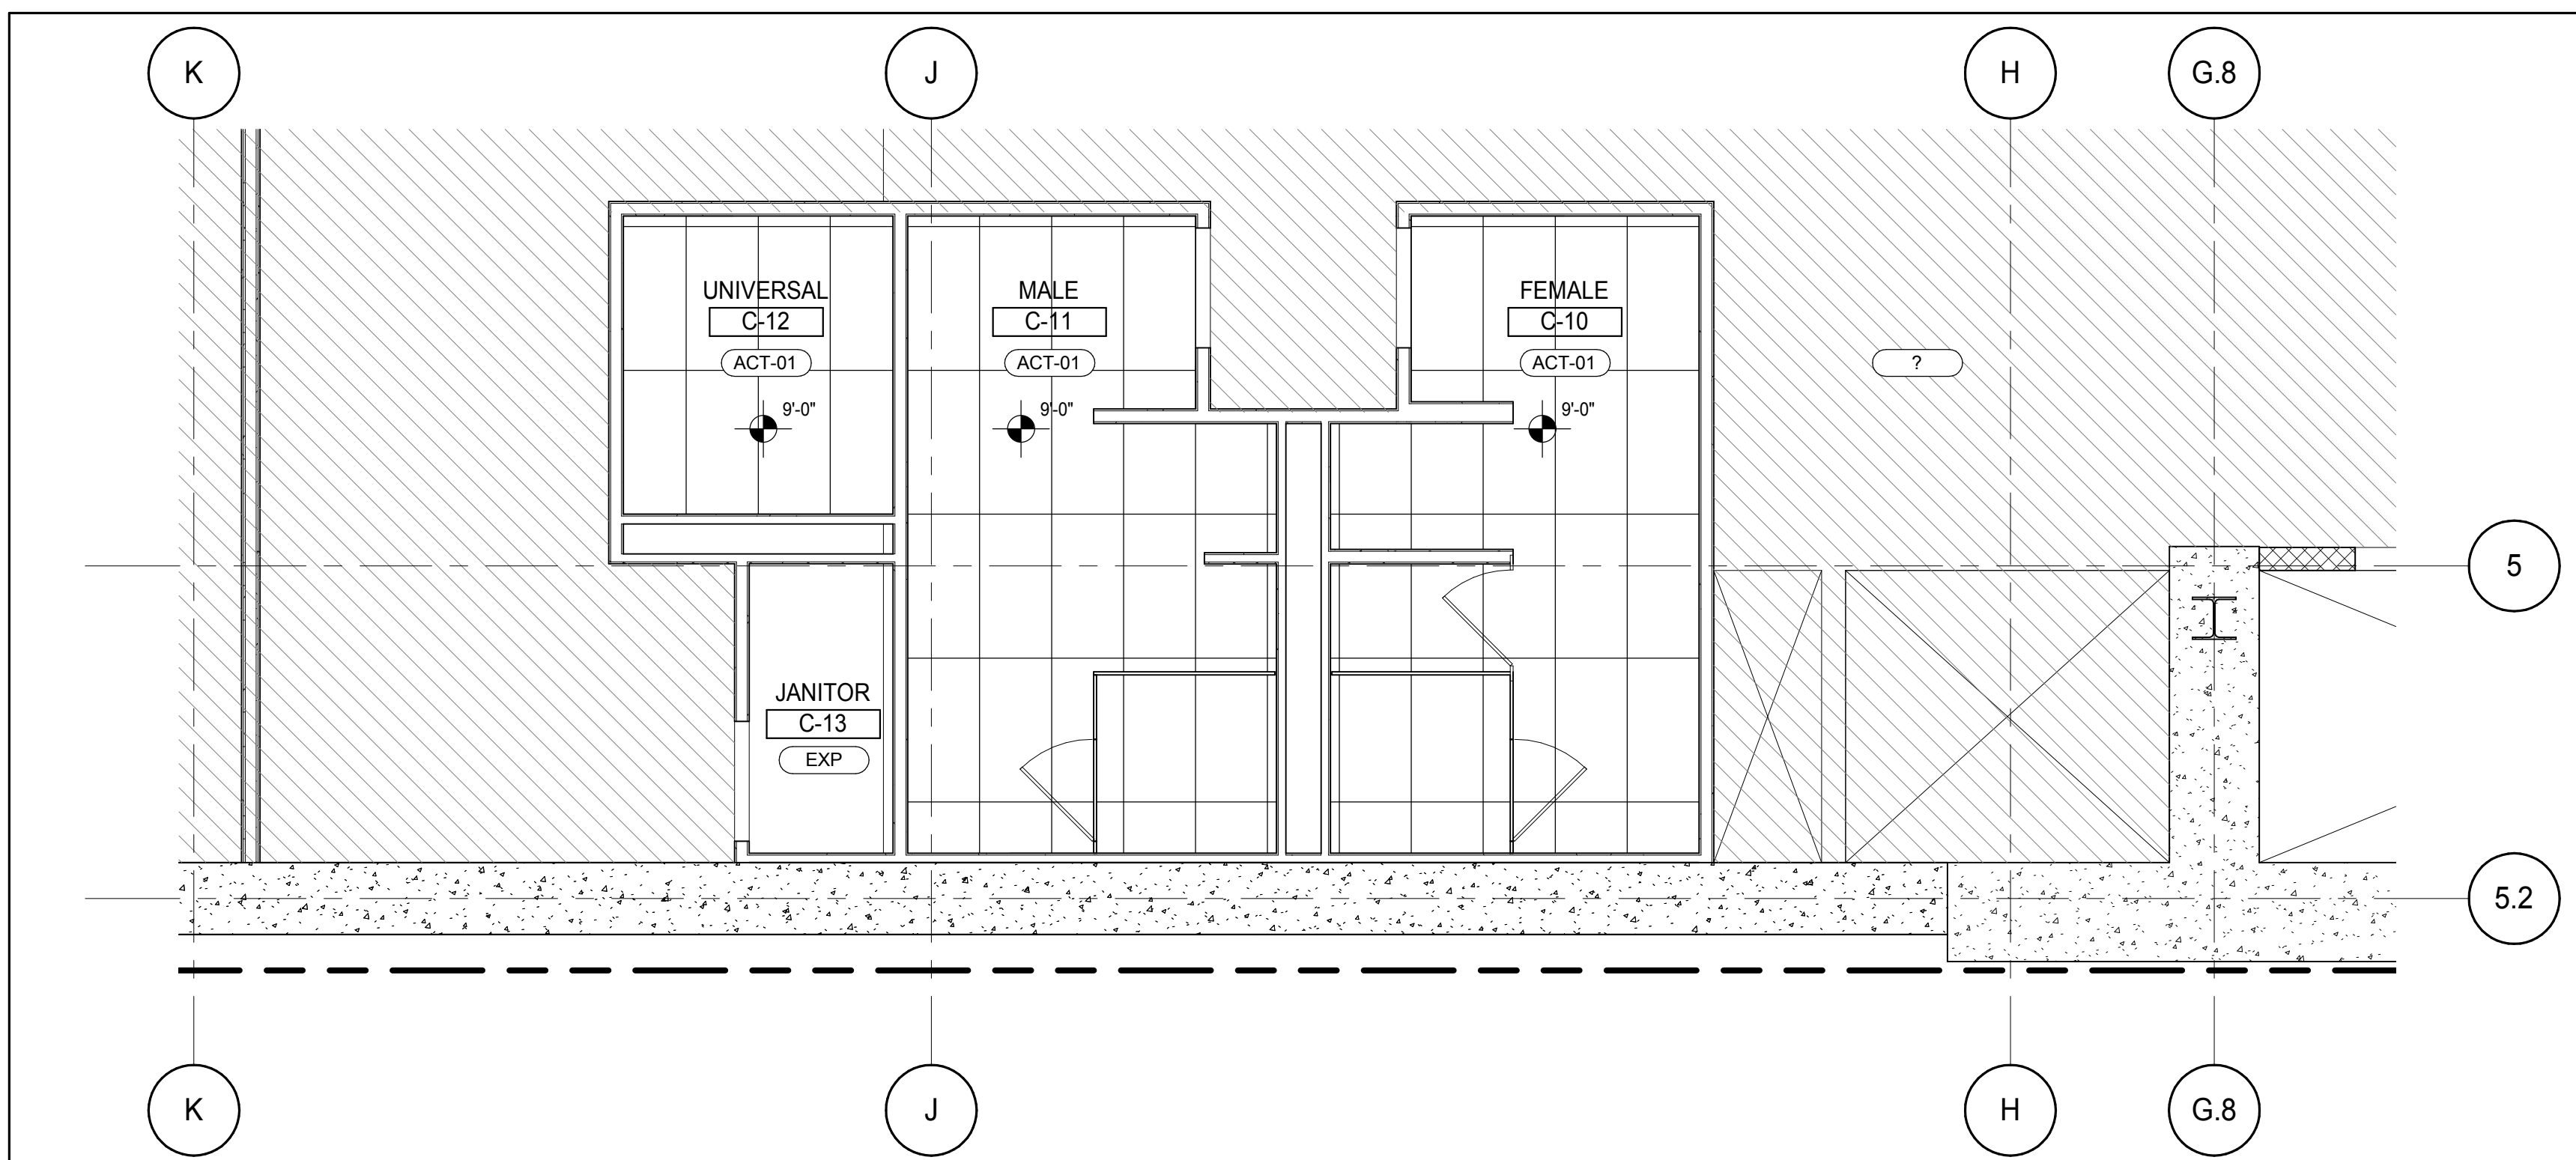 K
J
H
G.8
UNIVERSAL
C-12
ACT-01
9'-0"
MALE
C-11
ACT-01
9'-0"
FEMALE
C-10
ACT-01
9'-0"
?
5
JANITOR
C-13
EXP
5.2
K
J
H
G.8